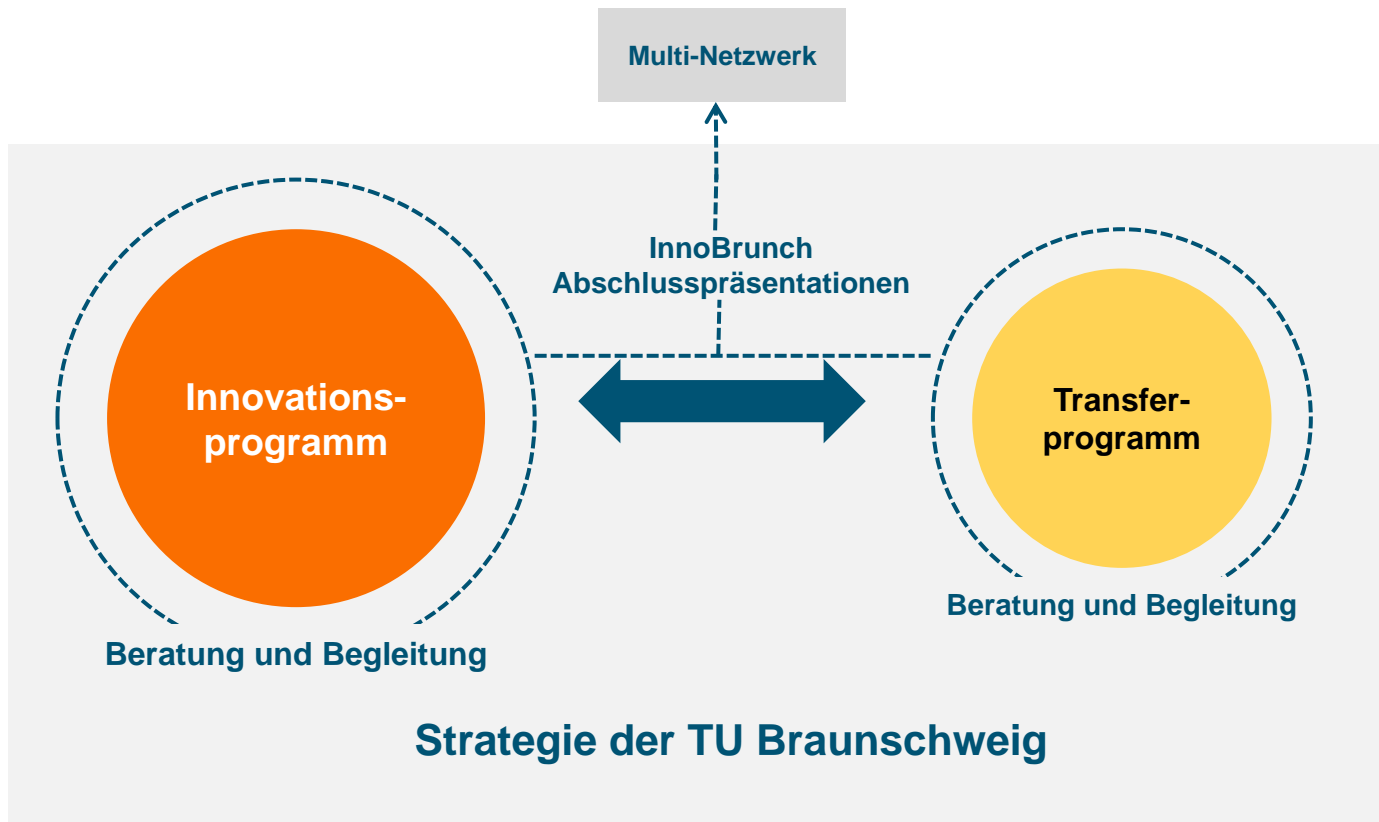 Multi-Netzwerk
InnoBrunch
Abschlusspräsentationen
Innovations-
programm
Transfer-
programm
Beratung und Begleitung
Beratung und Begleitung
Strategie der TU Braunschweig